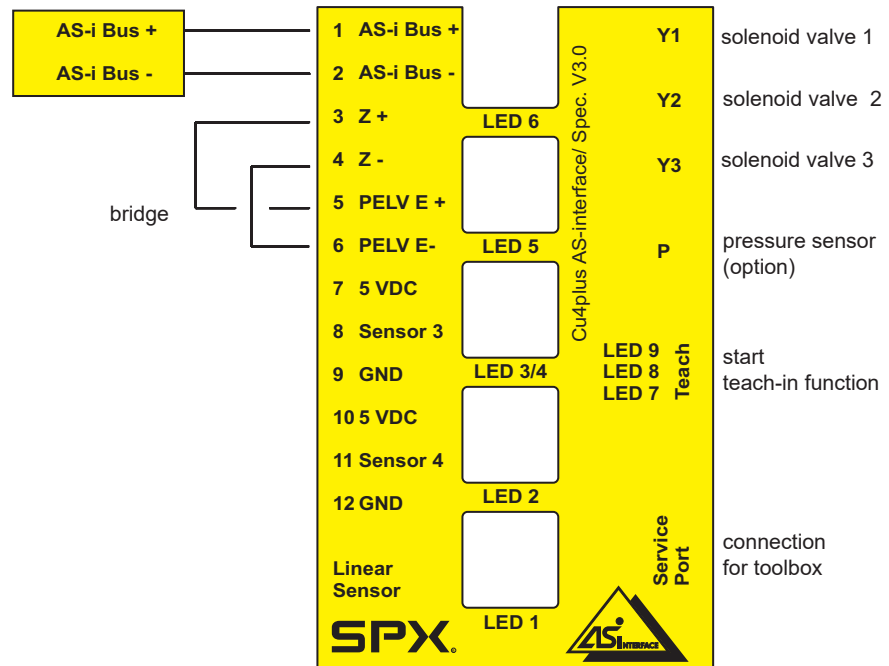 AS-i Bus +
AS-i Bus -
bridge
1 AS-i Bus +
2 AS-i Bus -
3 Z +
4 Z -
5 PELV E +
6 PELV E-
7 5 VDC
8 Sensor 3
9 GND
10 5 VDC
11 Sensor 4
12 GND
Linear
Sensor
SPX
LED 6
LED 5
LED 3/4
LED 2
LED 1
Cu4plus AS-interface/ Spec. V3.0
Y1
Y2
Y3
P
LED 9
LED 8
LED 7
Teach
Service
Port
ASi INTERFACE
solenoid valve 1
solenoid valve 2
solenoid valve 3
pressure sensor
(option)
start
teach-in function
connection
for toolbox